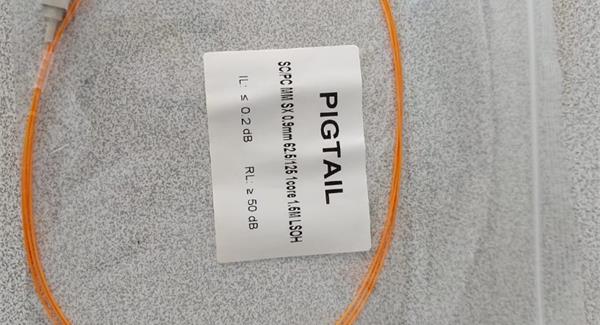 PIGTAIL
SC/PC MM SX 0.9mm 62.5/125 1core 1.5M LSOH
IL: ≤ 0.2 dB RL: ≥ 50 dB